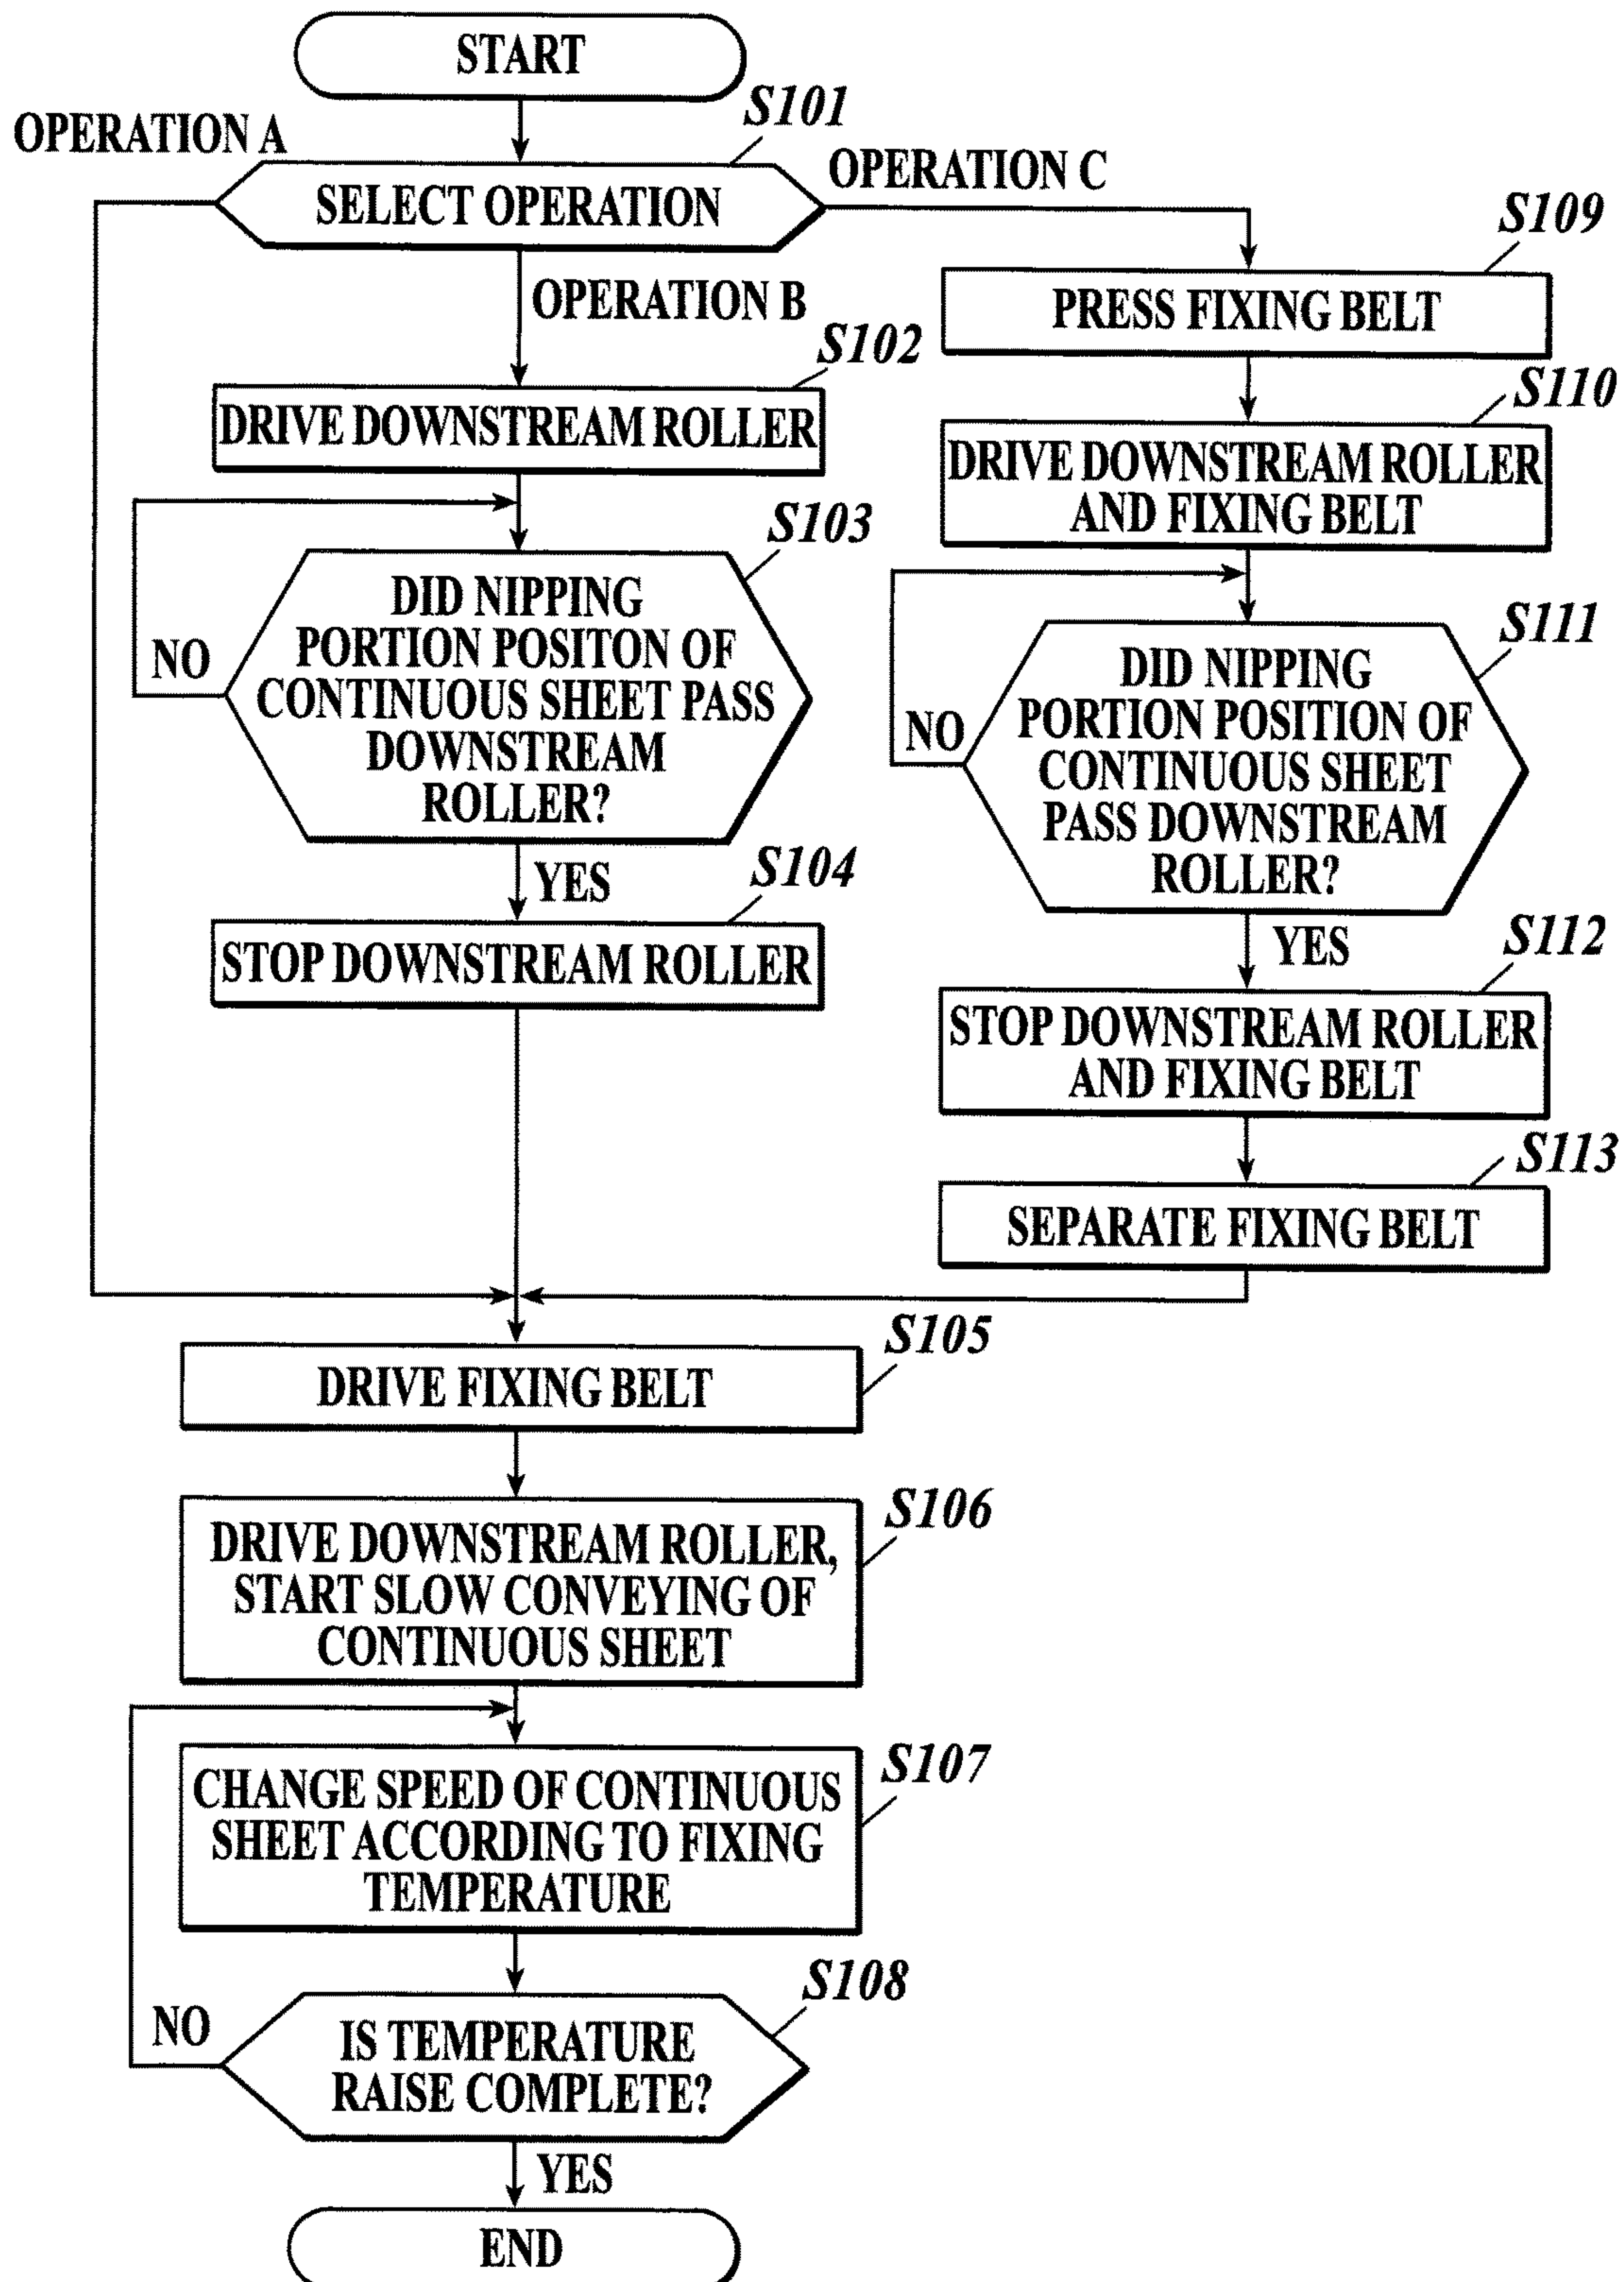 START
OPERATION A
S101
SELECT OPERATION
OPERATION C
OPERATION B
S102
DRIVE DOWNSTREAM ROLLER
S103
DID NIPPING
PORTION POSITON OF
CONTINUOUS SHEET PASS
DOWNSTREAM
ROLLER?
NO
YES
S104
STOP DOWNSTREAM ROLLER
S109
PRESS FIXING BELT
S110
DRIVE DOWNSTREAM ROLLER
AND FIXING BELT
S111
DID NIPPING
PORTION POSITION OF
CONTINUOUS SHEET
PASS DOWNSTREAM
ROLLER?
NO
YES
S112
STOP DOWNSTREAM ROLLER
AND FIXING BELT
S113
SEPARATE FIXING BELT
S105
DRIVE FIXING BELT
S106
DRIVE DOWNSTREAM ROLLER,
START SLOW CONVEYING OF
CONTINUOUS SHEET
S107
CHANGE SPEED OF CONTINUOUS
SHEET ACCORDING TO FIXING
TEMPERATURE
S108
IS TEMPERATURE
RAISE COMPLETE?
NO
YES
END